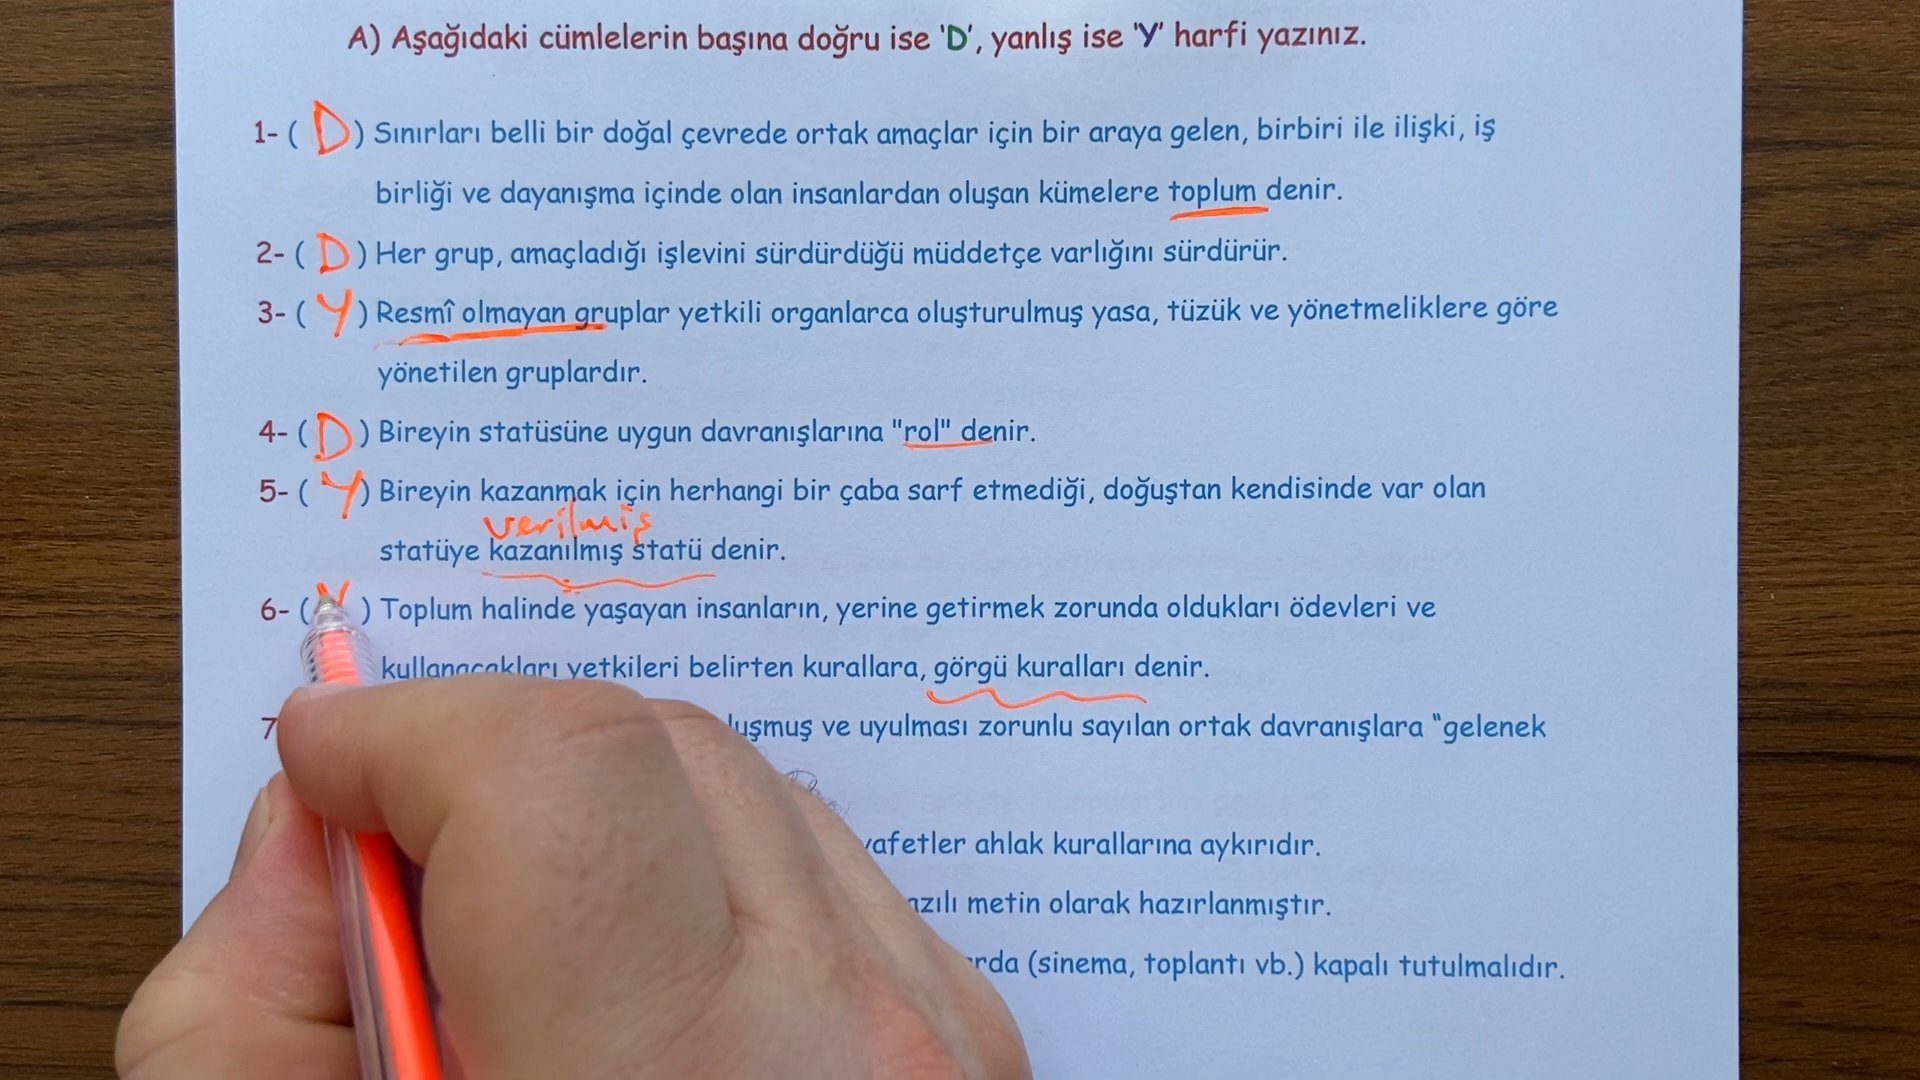 A) Aşağıdaki cümlelerin başına doğru ise 'D', yanlış ise 'Y' harfi yazınız.
1- ( D ) Sınırları belli bir doğal çevrede ortak amaçlar için bir araya gelen, birbiri ile ilişki, iş
birliği ve dayanışma içinde olan insanlardan oluşan kümelere toplum denir.
2- ( D ) Her grup, amaçladığı işlevini sürdürdüğü müddetçe varlığını sürdürür.
3- ( Y ) Resmî olmayan gruplar yetkili organlarca oluşturulmuş yasa, tüzük ve yönetmeliklere göre
yönetilen gruplardır.
4- ( D ) Bireyin statüsüne uygun davranışlarına "rol" denir.
5- ( Y ) Bireyin kazanmak için herhangi bir çaba sarf etmediği, doğuştan kendisinde var olan
verilmiş
statüye kazanılmış statü denir.
6- ( Y ) Toplum halinde yaşayan insanların, yerine getirmek zorunda oldukları ödevleri ve
kullanacakları yetkileri belirten kurallara, görgü kuralları denir.
7 ve uyulması zorunlu sayılan ortak davranışlara "gelenek
ahlak kurallarına aykırıdır.
metin olarak hazırlanmıştır.
(sinema, toplantı vb.) kapalı tutulmalıdır.